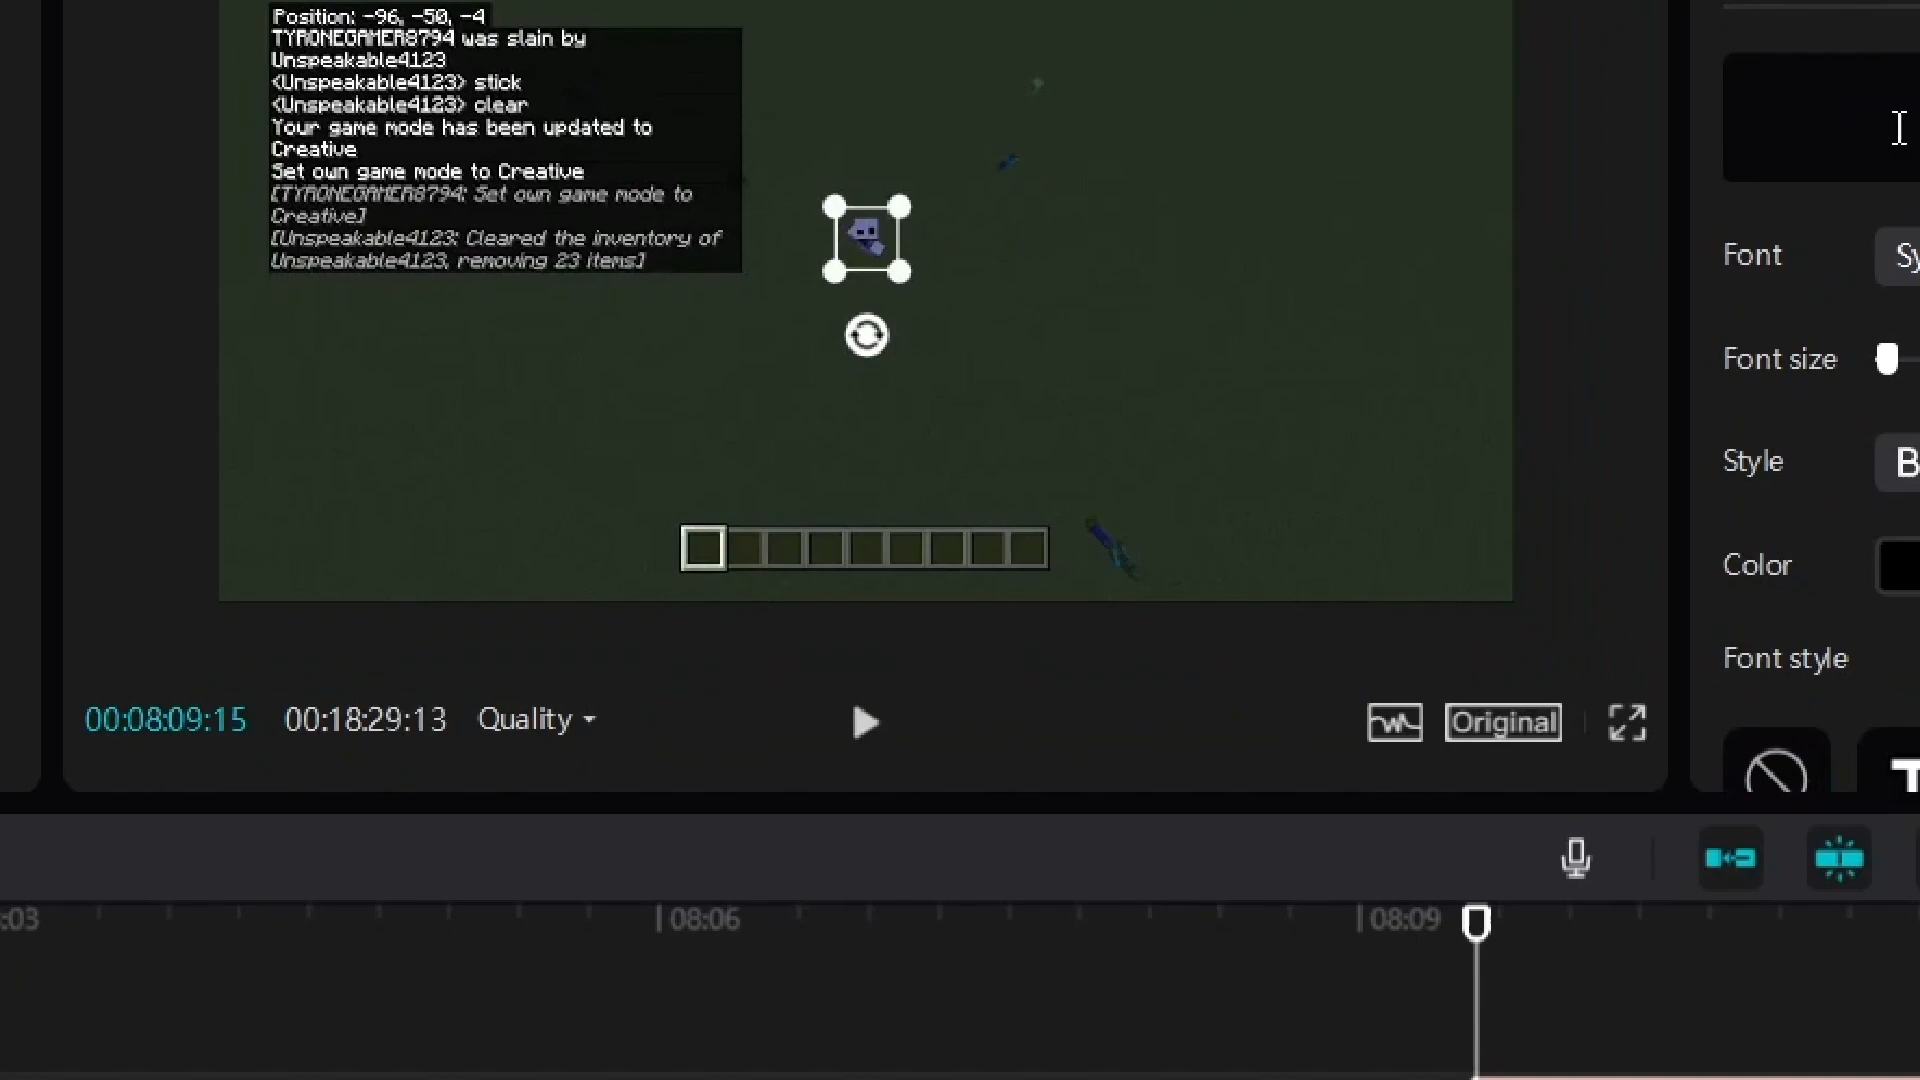 Position: -96, -50, -4
TYRONEGAMER8794 was slain by
Unspeakable4123
<Unspeakable4123> stick
<Unspeakable4123> clear
Your game mode has been updated to
Creative
Set own game mode to Creative
[TYRONEGAMER8794: Set own game mode to
Creative]
[Unspeakable4123: Cleared the inventory of
Unspeakable4123, removing 23 items]
Font
Sy
Font size
Style
B
Color
Font style
T
00:08:09:15
00:18:29:13
Quality
Original
:03
08:06
08:09